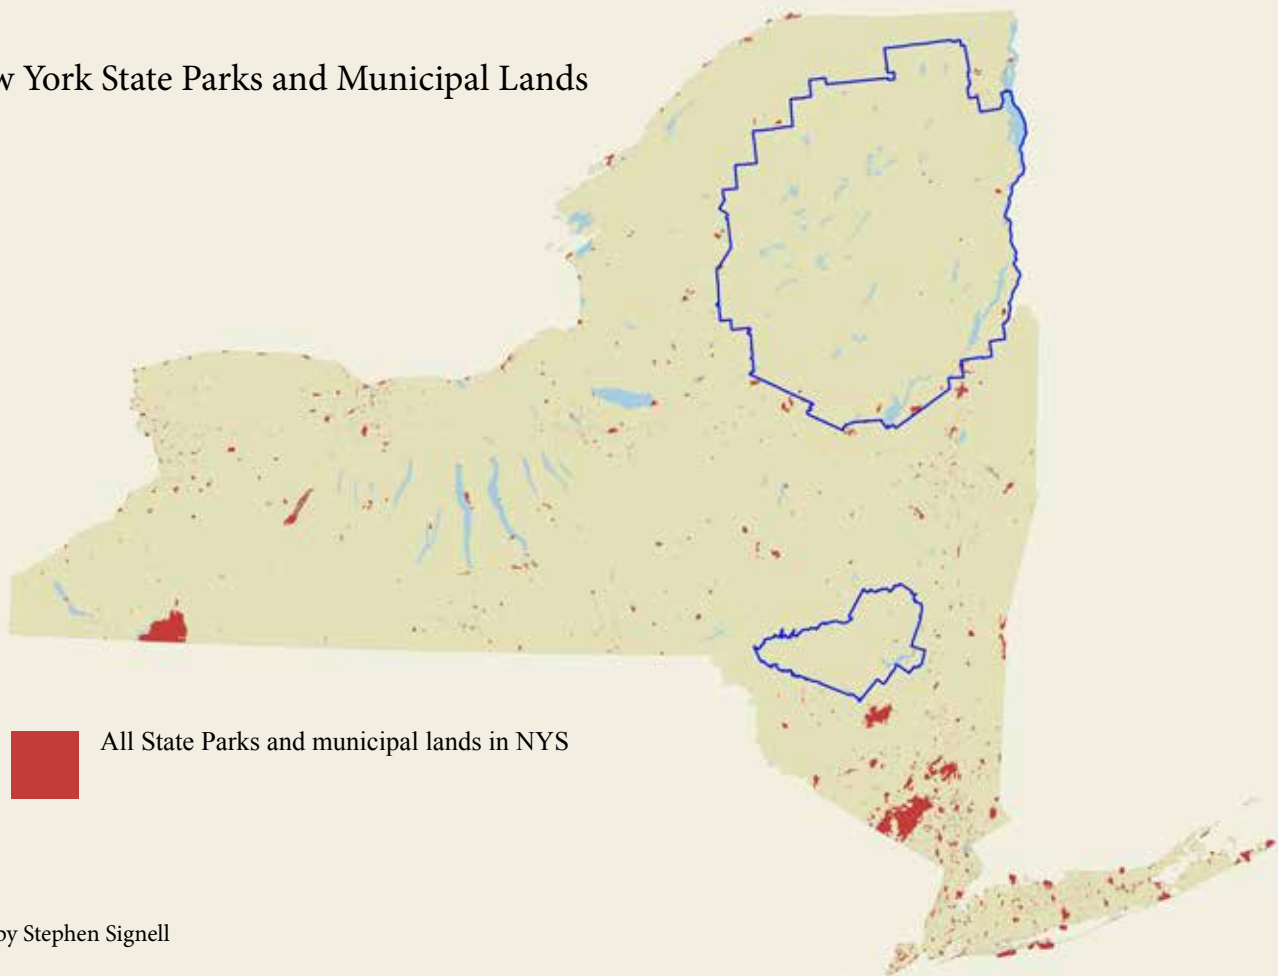 w York State Parks and Municipal Lands
All State Parks and municipal lands in NYS
by Stephen Signell